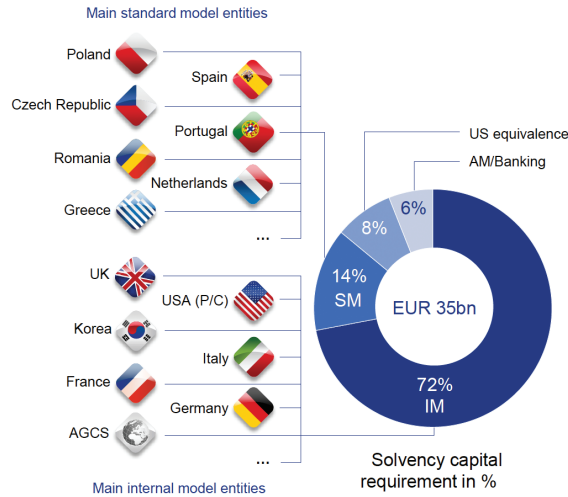 Main standard model entities
Poland
Spain
Czech Republic
Portugal
Romania
Netherlands
Greece
...
UK
USA (P/C)
Korea
Italy
France
Germany
AGCS
...
Main internal model entities
US equivalence
AM/Banking
6%
8%
14%
SM
EUR 35bn
72%
IM
Solvency capital
requirement in %